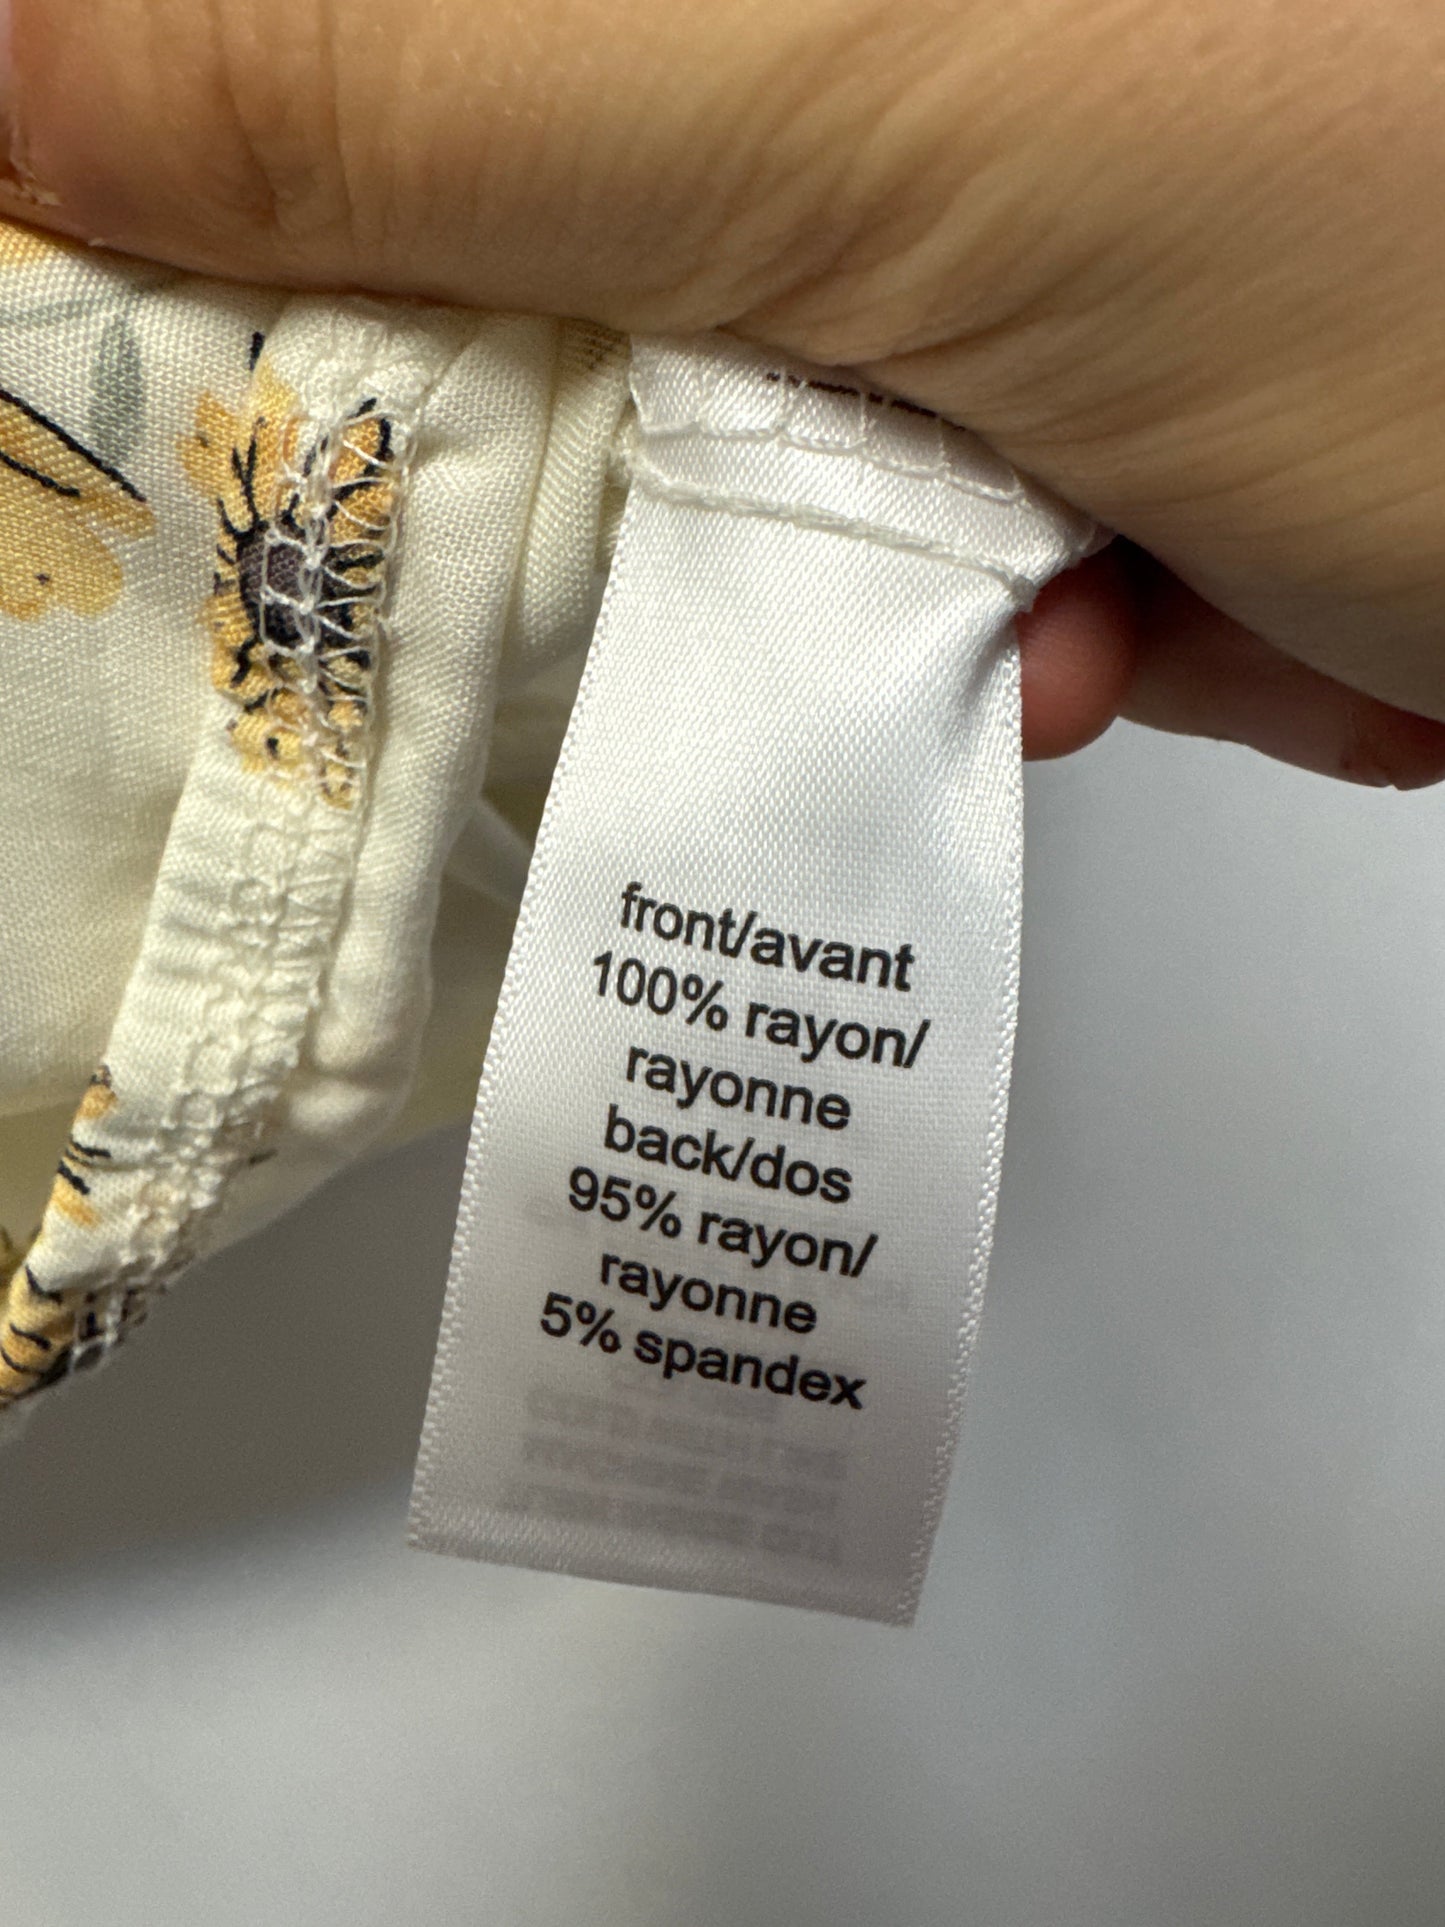 front/avant
100% rayon/
rayonne
back/dos
95% rayon/
rayonne
5% spandex